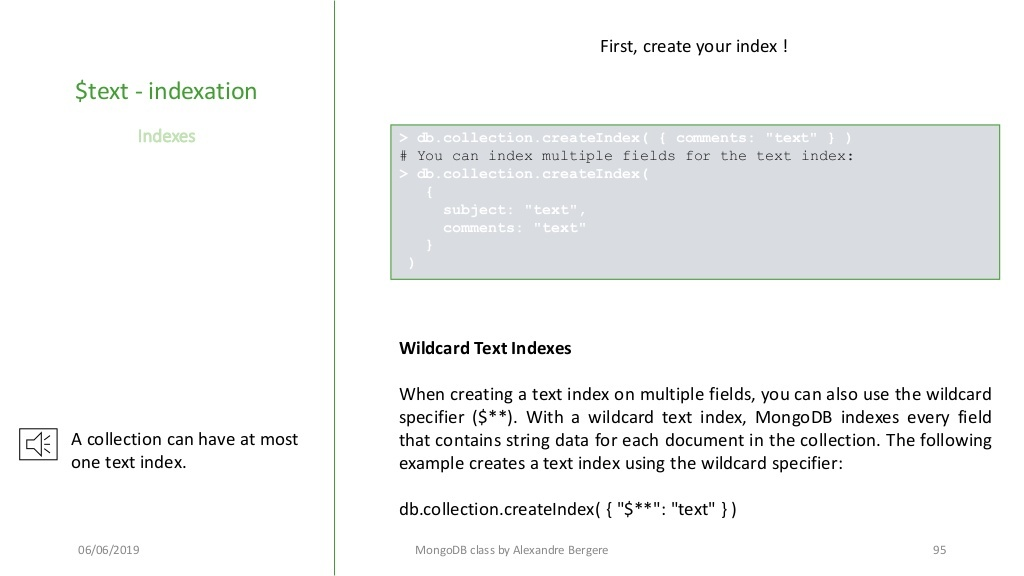 $text - indexation
Indexes
A collection can have at most
one text index.
First, create your index !
> db.collection.createIndex( { comments: "text" } )
# You can index multiple fields for the text index:
> db.collection.createIndex(
{
subject: "text",
comments: "text"
}
)
Wildcard Text Indexes
When creating a text index on multiple fields, you can also use the wildcard
specifier ($**). With a wildcard text index, MongoDB indexes every field
that contains string data for each document in the collection. The following
example creates a text index using the wildcard specifier:
db.collection.createIndex( { "$**": "text" } )
06/06/2019
MongoDB class by Alexandre Bergere
95